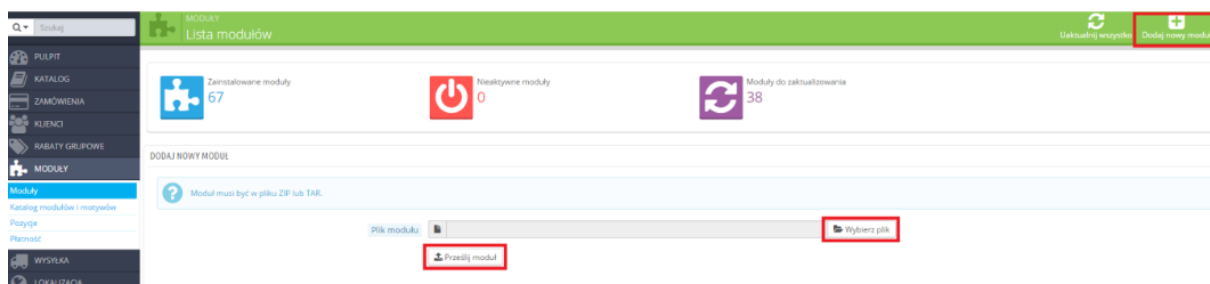 Szukaj
MODUŁY
Lista modułów
Uaktualnij wszystko
Dodaj nowy moduł
PULPIT
KATALOG
ZAMÓWIENIA
KLIENCI
RABATY GRUPOWE
MODUŁY
Moduły
Katalog modułów i motywów
Pozycje
Płatność
WYSYŁKA
LOKALIZACJA
Zainstalowane moduły
67
Nieaktywne moduły
0
Moduły do zaktualizowania
38
DODAJ NOWY MODUŁ
Moduł musi być w pliku ZIP lub TAR.
Plik modułu
Wybierz plik
Prześlij moduł